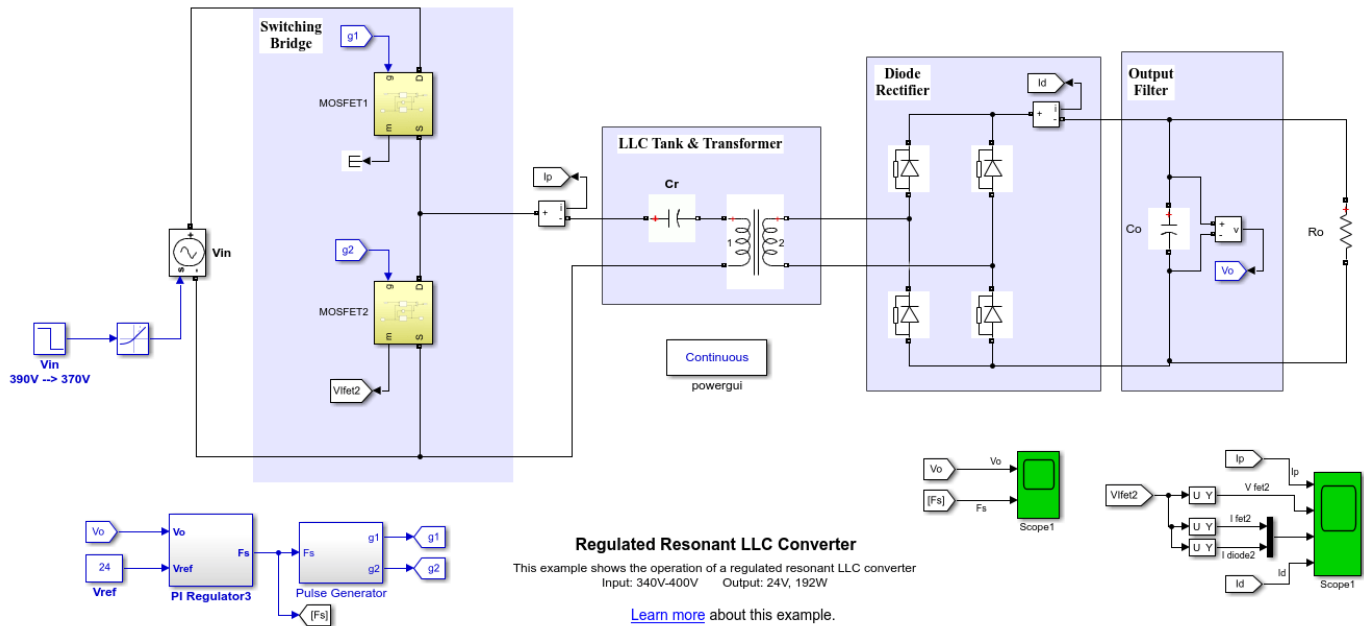 Switching
Bridge
g1
g
D
MOSFET1
m
S
g2
g
D
MOSFET2
m
S
VIfet2
+
-
s
Vin
Vin
390V --> 370V
Ip
+
i
-
LLC Tank & Transformer
Cr
+
+
+
1
2
Continuous
powergui
Diode
Rectifier
Id
+
i
-
Output
Filter
+
Co
+
-
v
Vo
+
Ro
Vo
24
Vref
Vo
Vref
Fs
PI Regulator3
Fs
g1
g2
Pulse Generator
g1
g2
[Fs]
Regulated Resonant LLC Converter
This example shows the operation of a regulated resonant LLC converter
Input: 340V-400V Output: 24V, 192W
Learn more about this example.
Vo
Vo
[Fs]
Fs
Scope1
Ip
Ip
VIfet2
U Y
V fet2
U Y
I fet2
U Y
I diode2
Id
Id
Scope1